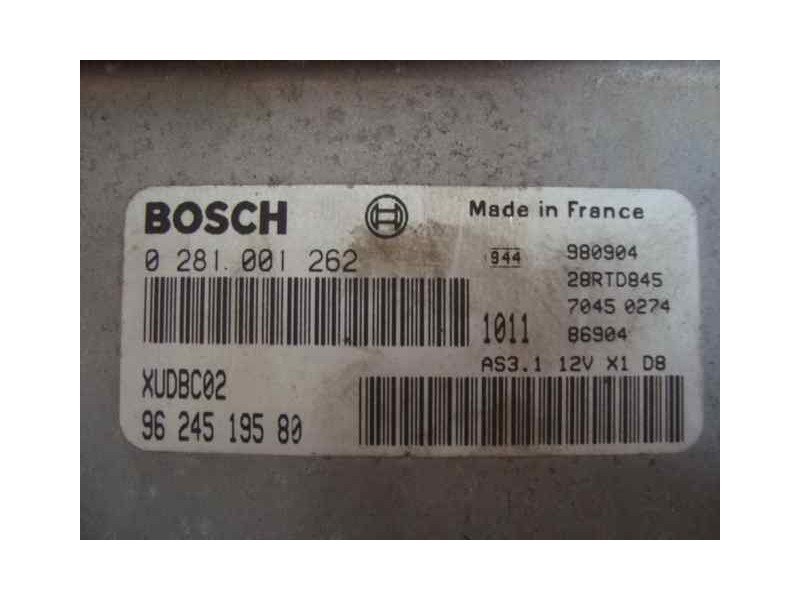 BOSCH
Made in France
0 281 001 262
944
980904
28RTD845
7045 0274
1011
86904
AS3.1 12V X1 D8
XUDBC02
96 245 195 80